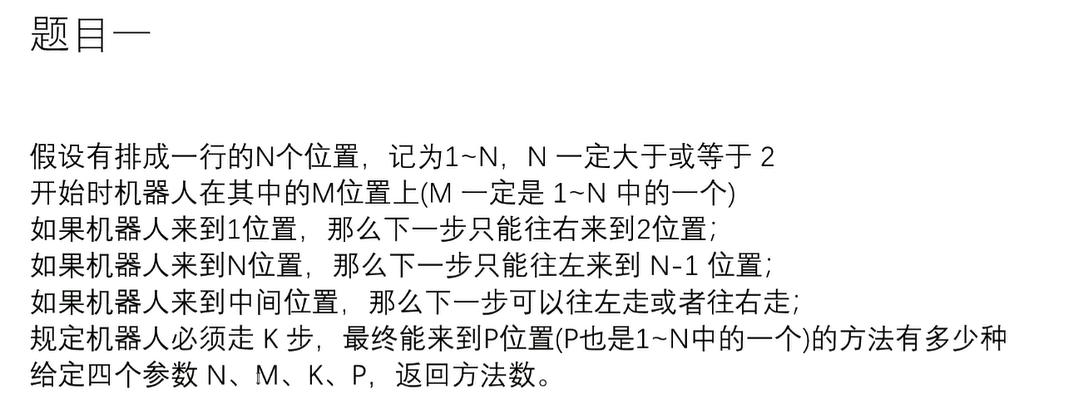 题目一
假设有排成一行的N个位置，记为1~N，N 一定大于或等于 2
开始时机器人在其中的M位置上(M 一定是 1~N 中的一个)
如果机器人来到1位置，那么下一步只能往右来到2位置；
如果机器人来到N位置，那么下一步只能往左来到 N-1 位置；
如果机器人来到中间位置，那么下一步可以往左走或者往右走；
规定机器人必须走 K 步，最终能来到P位置(P也是1~N中的一个)的方法有多少种
给定四个参数 N、M、K、P，返回方法数。